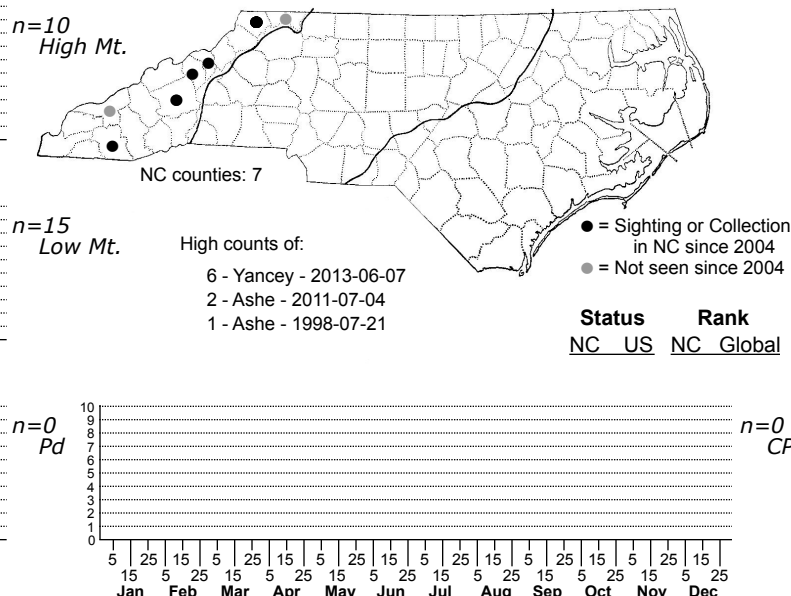 n=10
High Mt.
NC counties: 7
n=15
Low Mt.
High counts of:
6 - Yancey - 2013-06-07
2 - Ashe - 2011-07-04
1 - Ashe - 1998-07-21
● = Sighting or Collection
in NC since 2004
● = Not seen since 2004
Status Rank
NC US NC Global
n=0
Pd
10
9
8
7
6
5
4
3
2
1
0
n=0
CP
5 25 15 5 25 15 5 25 15 5 25 15 5 25 15 5 25 15
15 5 25 15 5 25 15 5 25 15 5 25 15 5 25 15 5 25
Jan Feb Mar Apr May Jun Jul Aug Sep Oct Nov Dec